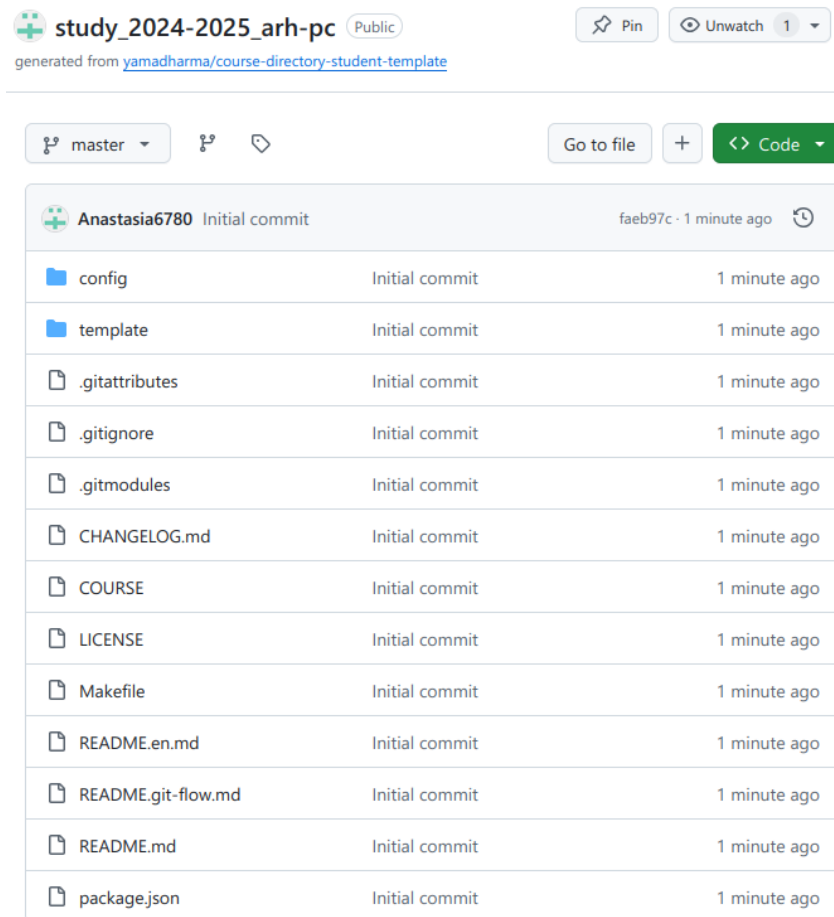 study_2024-2025_arh-pc Public Pin Unwatch 1
generated from yamadharma/course-directory-student-template
master Go to file Code
Anastasia6780 Initial commit faeb97c · 1 minute ago
config Initial commit 1 minute ago
template Initial commit 1 minute ago
.gitattributes Initial commit 1 minute ago
.gitignore Initial commit 1 minute ago
.gitmodules Initial commit 1 minute ago
CHANGELOG.md Initial commit 1 minute ago
COURSE Initial commit 1 minute ago
LICENSE Initial commit 1 minute ago
Makefile Initial commit 1 minute ago
README.en.md Initial commit 1 minute ago
README.git-flow.md Initial commit 1 minute ago
README.md Initial commit 1 minute ago
package.json Initial commit 1 minute ago